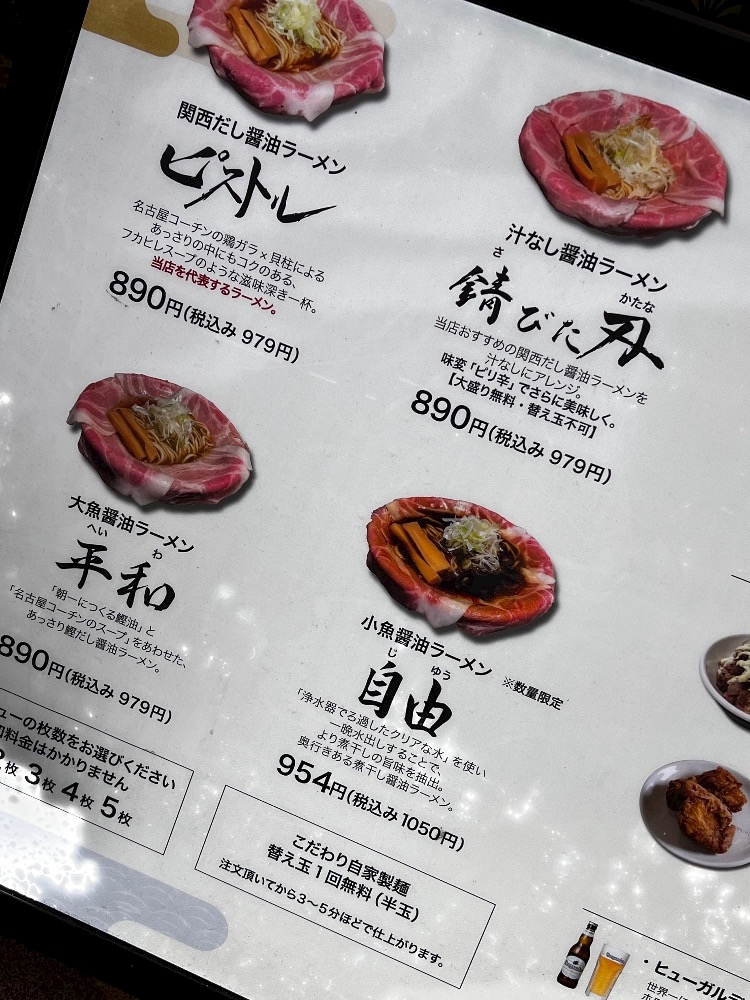 関西だし醤油ラーメン
ピストル
名古屋コーチンの鶏ガラ×貝柱による
あっさりの中にもコクのある、
フカヒレスープのような滋味深き一杯。
当店を代表するラーメン。
890円(税込み 979円)
汁なし醤油ラーメン
さ かたな
錆びた刃
当店おすすめの関西だし醤油ラーメンを
汁なしにアレンジ。
味変「ピリ辛」でさらに美味しく。
【大盛り無料・替え玉不可】
890円(税込み 979円)
大魚醤油ラーメン
へい わ
平和
「朝一につくる鰹油」と
「名古屋コーチンのスープ」をあわせた、
あっさり鰹だし醤油ラーメン。
890円(税込み 979円)
小魚醤油ラーメン ※数量限定
じ ゆう
自由
「浄水器でろ過したクリアな水」を使い
一晩水出しすることで、
より煮干しの旨味を抽出。
奥行きある煮干し醤油ラーメン。
954円(税込み 1050円)
ューの枚数をお選びください
料金はかかりません
枚 3枚 4枚 5枚
こだわり自家製麺
替え玉1回無料(半玉)
注文頂いてから3〜5分ほどで仕上がります。
・ヒューガルデ
世界一